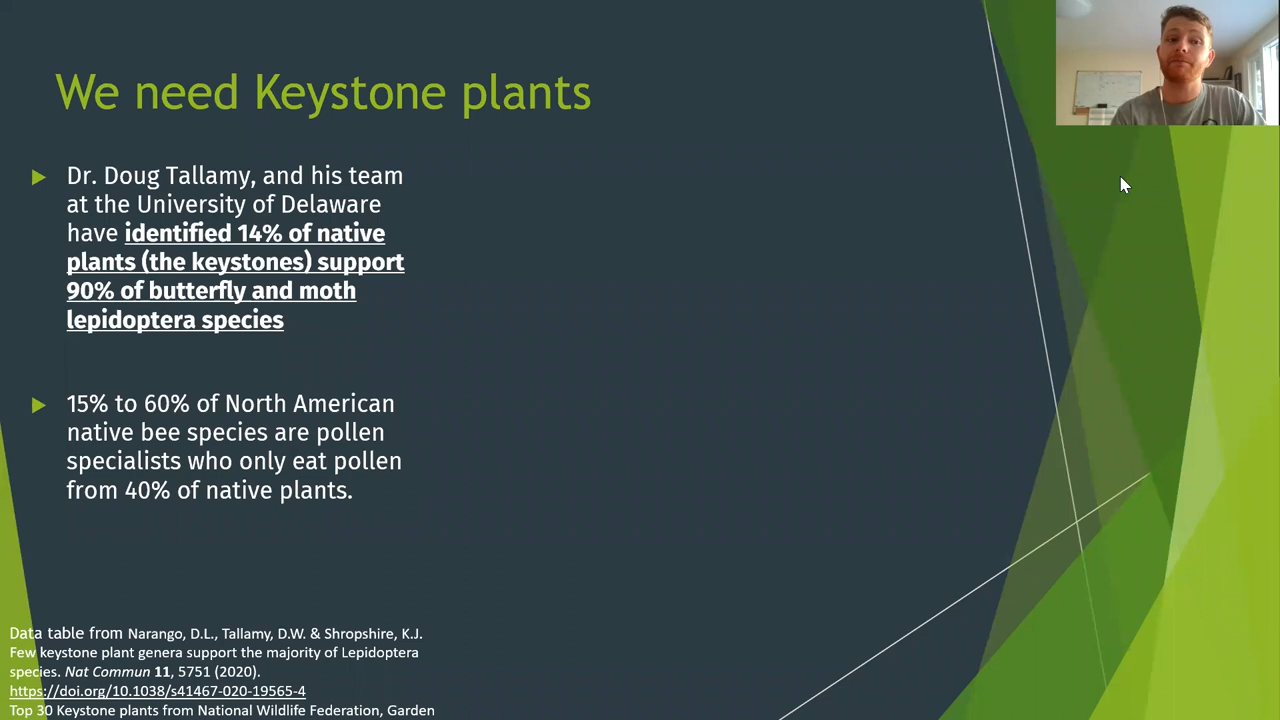 We need Keystone plants
Dr. Doug Tallamy, and his team
at the University of Delaware
have identified 14% of native
plants (the keystones) support
90% of butterfly and moth
lepidoptera species
15% to 60% of North American
native bee species are pollen
specialists who only eat pollen
from 40% of native plants.
Data table from Narango, D.L., Tallamy, D.W. & Shropshire, K.J.
Few keystone plant genera support the majority of Lepidoptera
species. Nat Commun 11, 5751 (2020).
https://doi.org/10.1038/s41467-020-19565-4
Top 30 Keystone plants from National Wildlife Federation, Garden